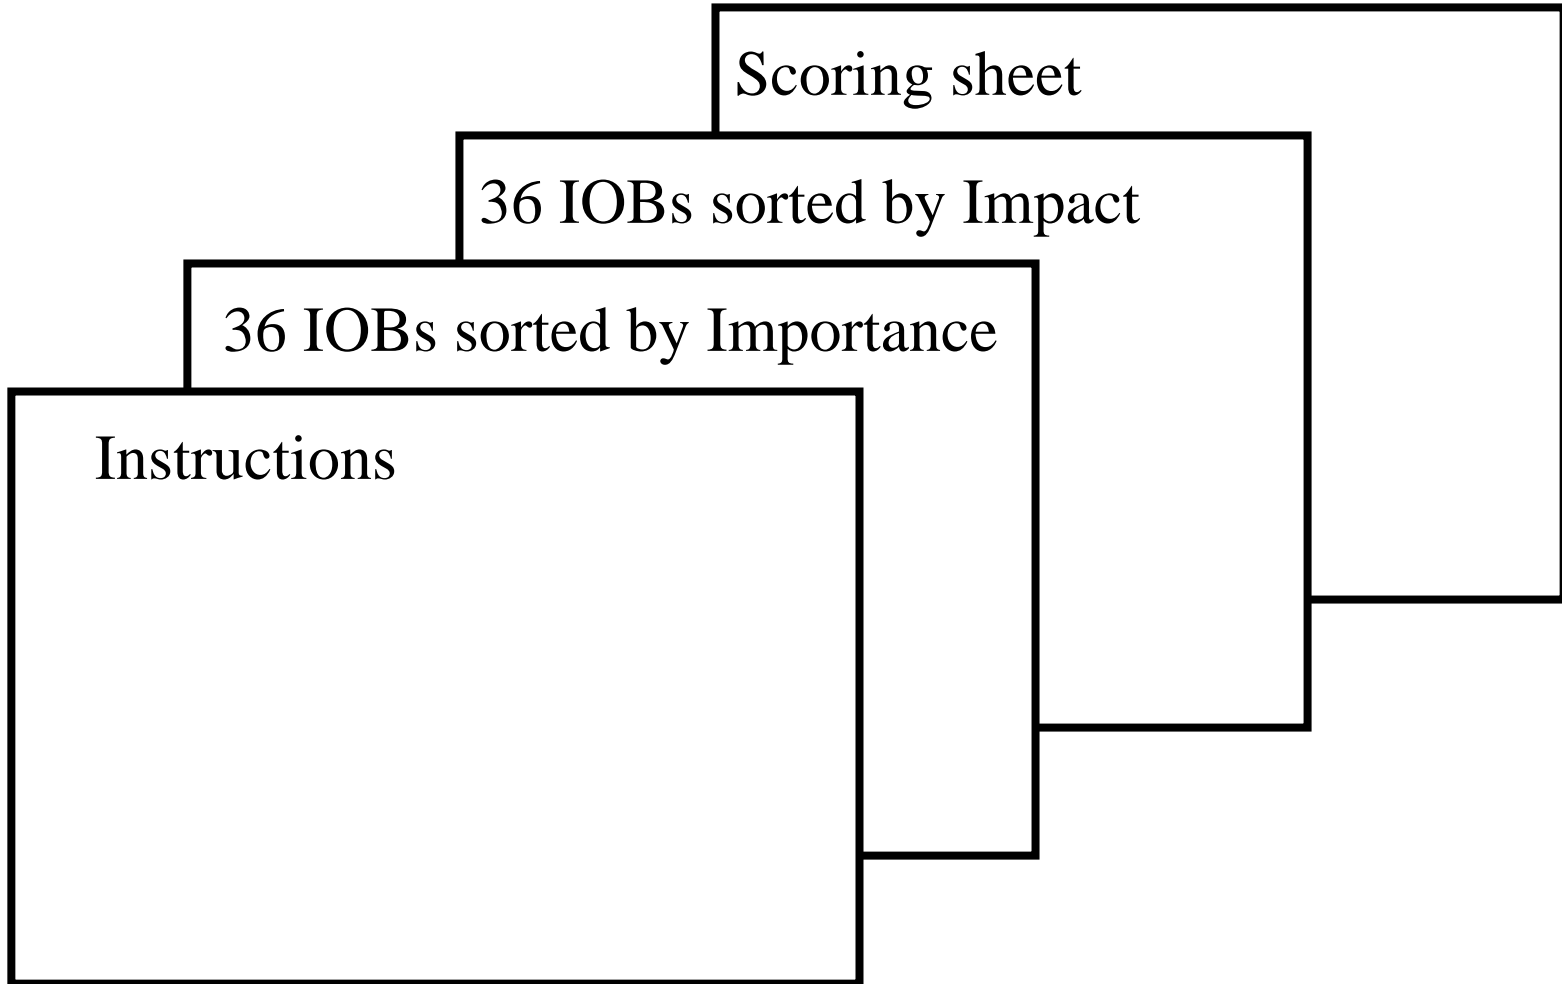 Scoring sheet
36 IOBs sorted by Impact
36 IOBs sorted by Importance
Instructions